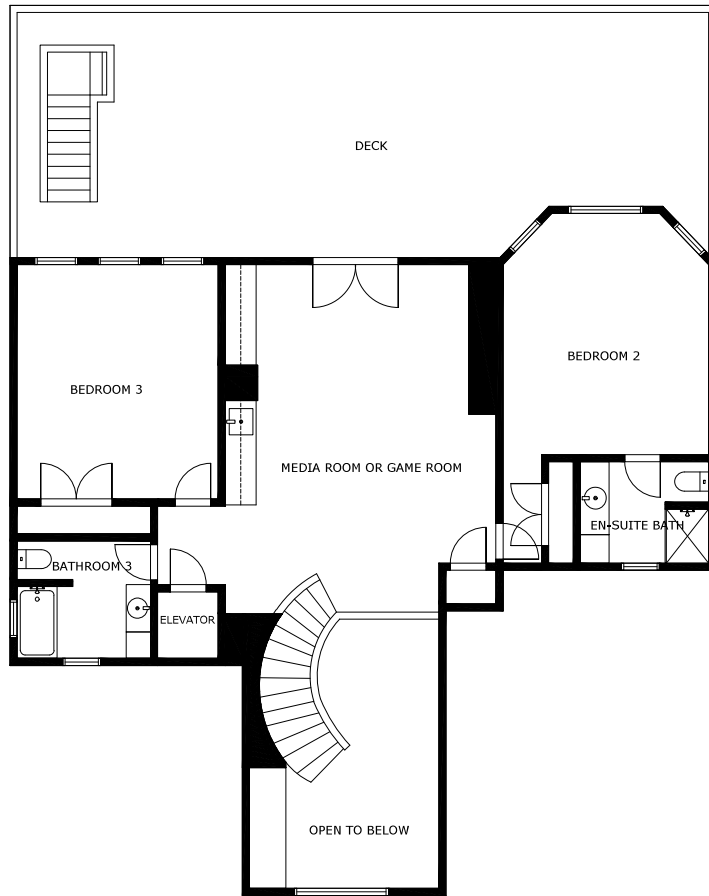 DECK
BEDROOM 2
BEDROOM 3
MEDIA ROOM OR GAME ROOM
EN-SUITE BATH
BATHROOM 3
ELEVATOR
OPEN TO BELOW